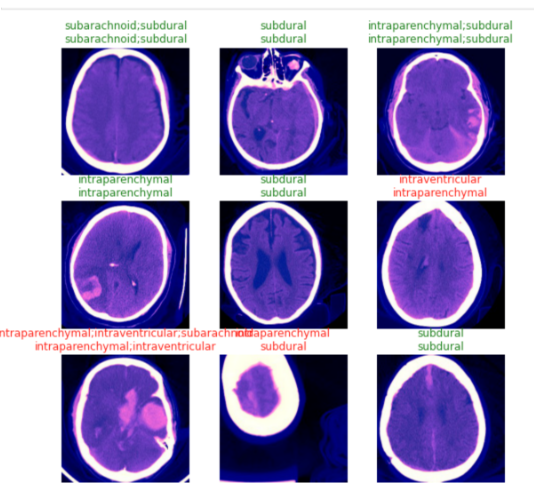 subarachnoid;subdural
subarachnoid;subdural
subdural
subdural
intraparenchymal;subdural
intraparenchymal;subdural
intraparenchymal
intraparenchymal
subdural
subdural
intraventricular
intraparenchymal
ntraparenchymal;intraventricular;subarachnoid
intraparenchymal;intraventricular
intraparenchymal
subdural
subdural
subdural